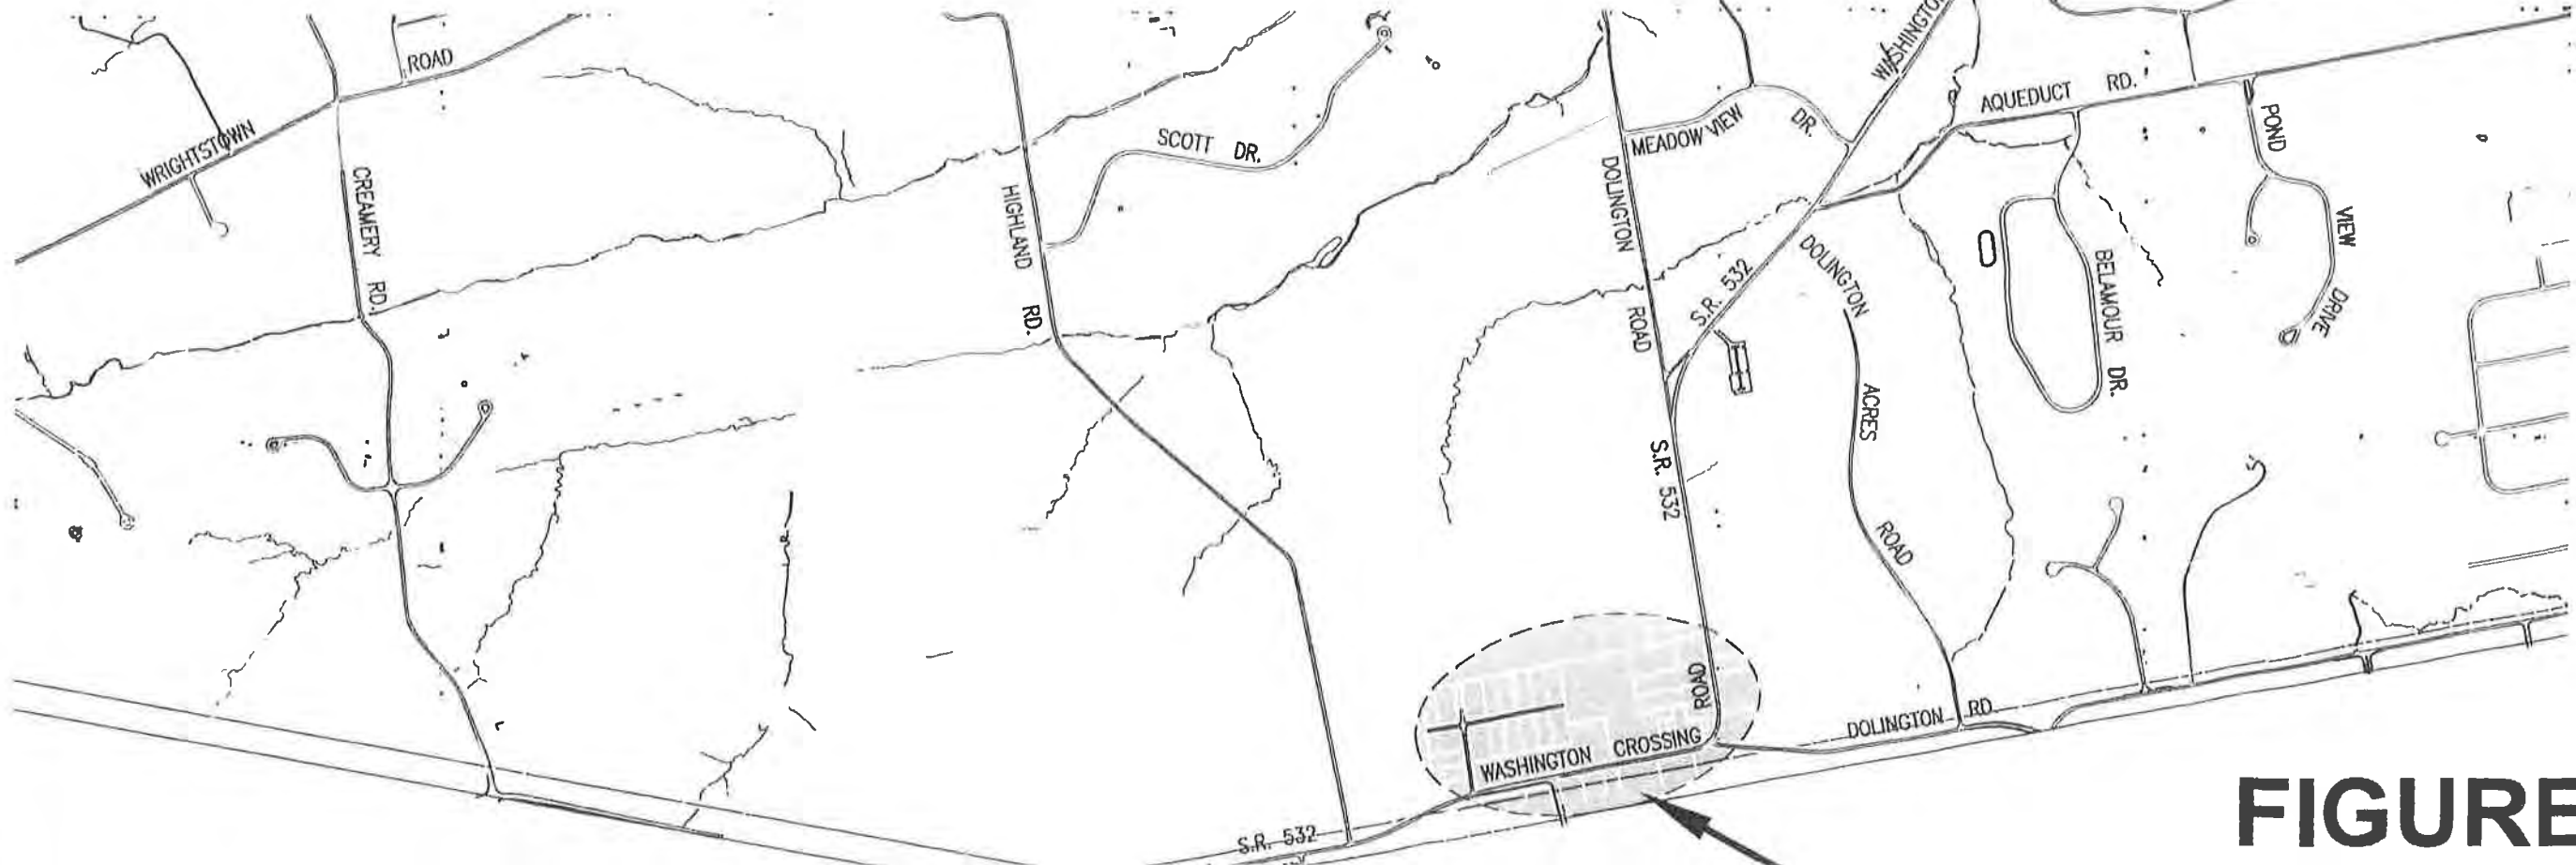 ROAD
WRIGHTSTOWN
CREAMERY
RD.
HIGHLAND
RD.
SCOTT DR.
WASHINGTON
MEADOW VIEW DR.
DOLINGTON
ROAD
S.R. 532
AQUEDUCT RD.
POND
VIEW
DRIVE
BELAMOUR DR.
DOLINGTON
ACRES
ROAD
S.R. 532
ROAD
WASHINGTON CROSSING
DOLINGTON RD.
S.R. 532
FIGURE